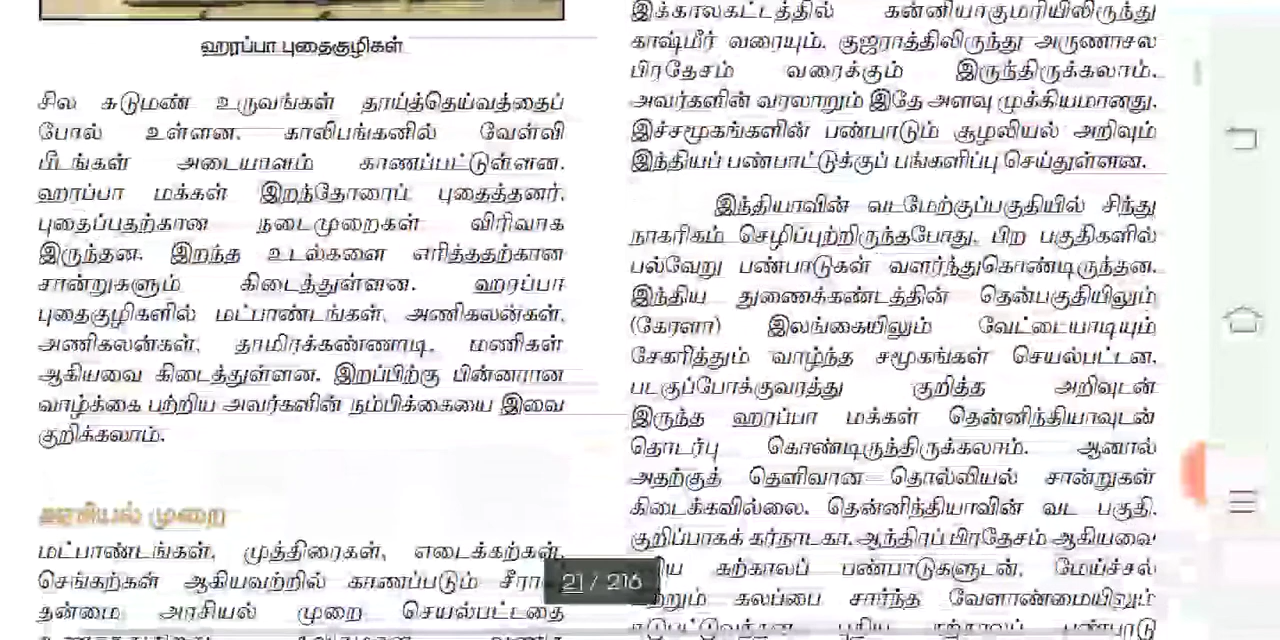 ஹரப்பா புதைகுழிகள்
சில சுடுமண் உருவங்கள் தாய்த்தெய்வத்தைப்
போல் உள்ளன. காலிபங்கனில் வேள்வி
பீடங்கள் அடையாளம் காணப்பட்டுள்ளன.
ஹரப்பா மக்கள் இறந்தோரைப் புதைத்தனர்.
புதைப்பதற்கான நடைமுறைகள் விரிவாக
இருந்தன. இறந்த உடல்களை எரித்ததற்கான
சான்றுகளும் கிடைத்துள்ளன. ஹரப்பா
புதைகுழிகளில் மட்பாண்டங்கள், அணிகலன்கள்,
அணிகலன்கள், தாமிரக்கண்ணாடி, மணிகள்
ஆகியவை கிடைத்துள்ளன. இறப்பிற்கு பின்னரான
வாழ்க்கை பற்றிய அவர்களின் நம்பிக்கையை இவை
குறிக்கலாம்.
அரசியல் முறை
மட்பாண்டங்கள், முத்திரைகள், எடைக்கற்கள்,
செங்கற்கள் ஆகியவற்றில் காணப்படும் சீரான
தன்மை அரசியல் முறை செயல்பட்டதை
இக்காலகட்டத்தில் கன்னியாகுமரியிலிருந்து
காஷ்மீர் வரையும், குஜராத்திலிருந்து அருணாசல
பிரதேசம் வரைக்கும் இருந்திருக்கலாம்.
அவர்களின் வரலாறும் இதே அளவு முக்கியமானது.
இச்சமூகங்களின் பண்பாடும் சூழலியல் அறிவும்
இந்தியப் பண்பாட்டுக்குப் பங்களிப்பு செய்துள்ளன.
இந்தியாவின் வடமேற்குப்பகுதியில் சிந்து
நாகரிகம் செழிப்புற்றிருந்தபோது, பிற பகுதிகளில்
பல்வேறு பண்பாடுகள் வளர்ந்துகொண்டிருந்தன.
இந்திய துணைக்கண்டத்தின் தென்பகுதியிலும்
(கேரளா) இலங்கையிலும் வேட்டையாடியும்
சேகரித்தும் வாழ்ந்த சமூகங்கள் செயல்பட்டன.
படகுப்போக்குவரத்து குறித்த அறிவுடன்
இருந்த ஹரப்பா மக்கள் தென்னிந்தியாவுடன்
தொடர்பு கொண்டிருந்திருக்கலாம். ஆனால்
அதற்குத் தெளிவான தொல்லியல் சான்றுகள்
கிடைக்கவில்லை. தென்னிந்தியாவின் வட பகுதி,
குறிப்பாகக் கர்நாடகா, ஆந்திரப் பிரதேசம் ஆகியவை
கற்காலப் பண்பாடுகளுடன், மேய்ச்சல்
மற்றும் கலப்பை சார்ந்த வேளாண்மையிலும்
21 / 216